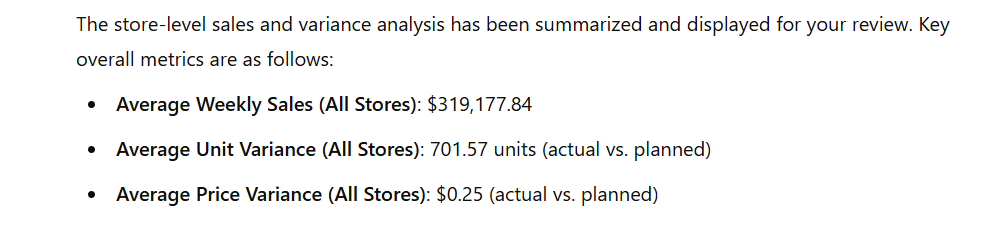 The store-level sales and variance analysis has been summarized and displayed for your review. Key
overall metrics are as follows:
• Average Weekly Sales (All Stores): $319,177.84
• Average Unit Variance (All Stores): 701.57 units (actual vs. planned)
• Average Price Variance (All Stores): $0.25 (actual vs. planned)